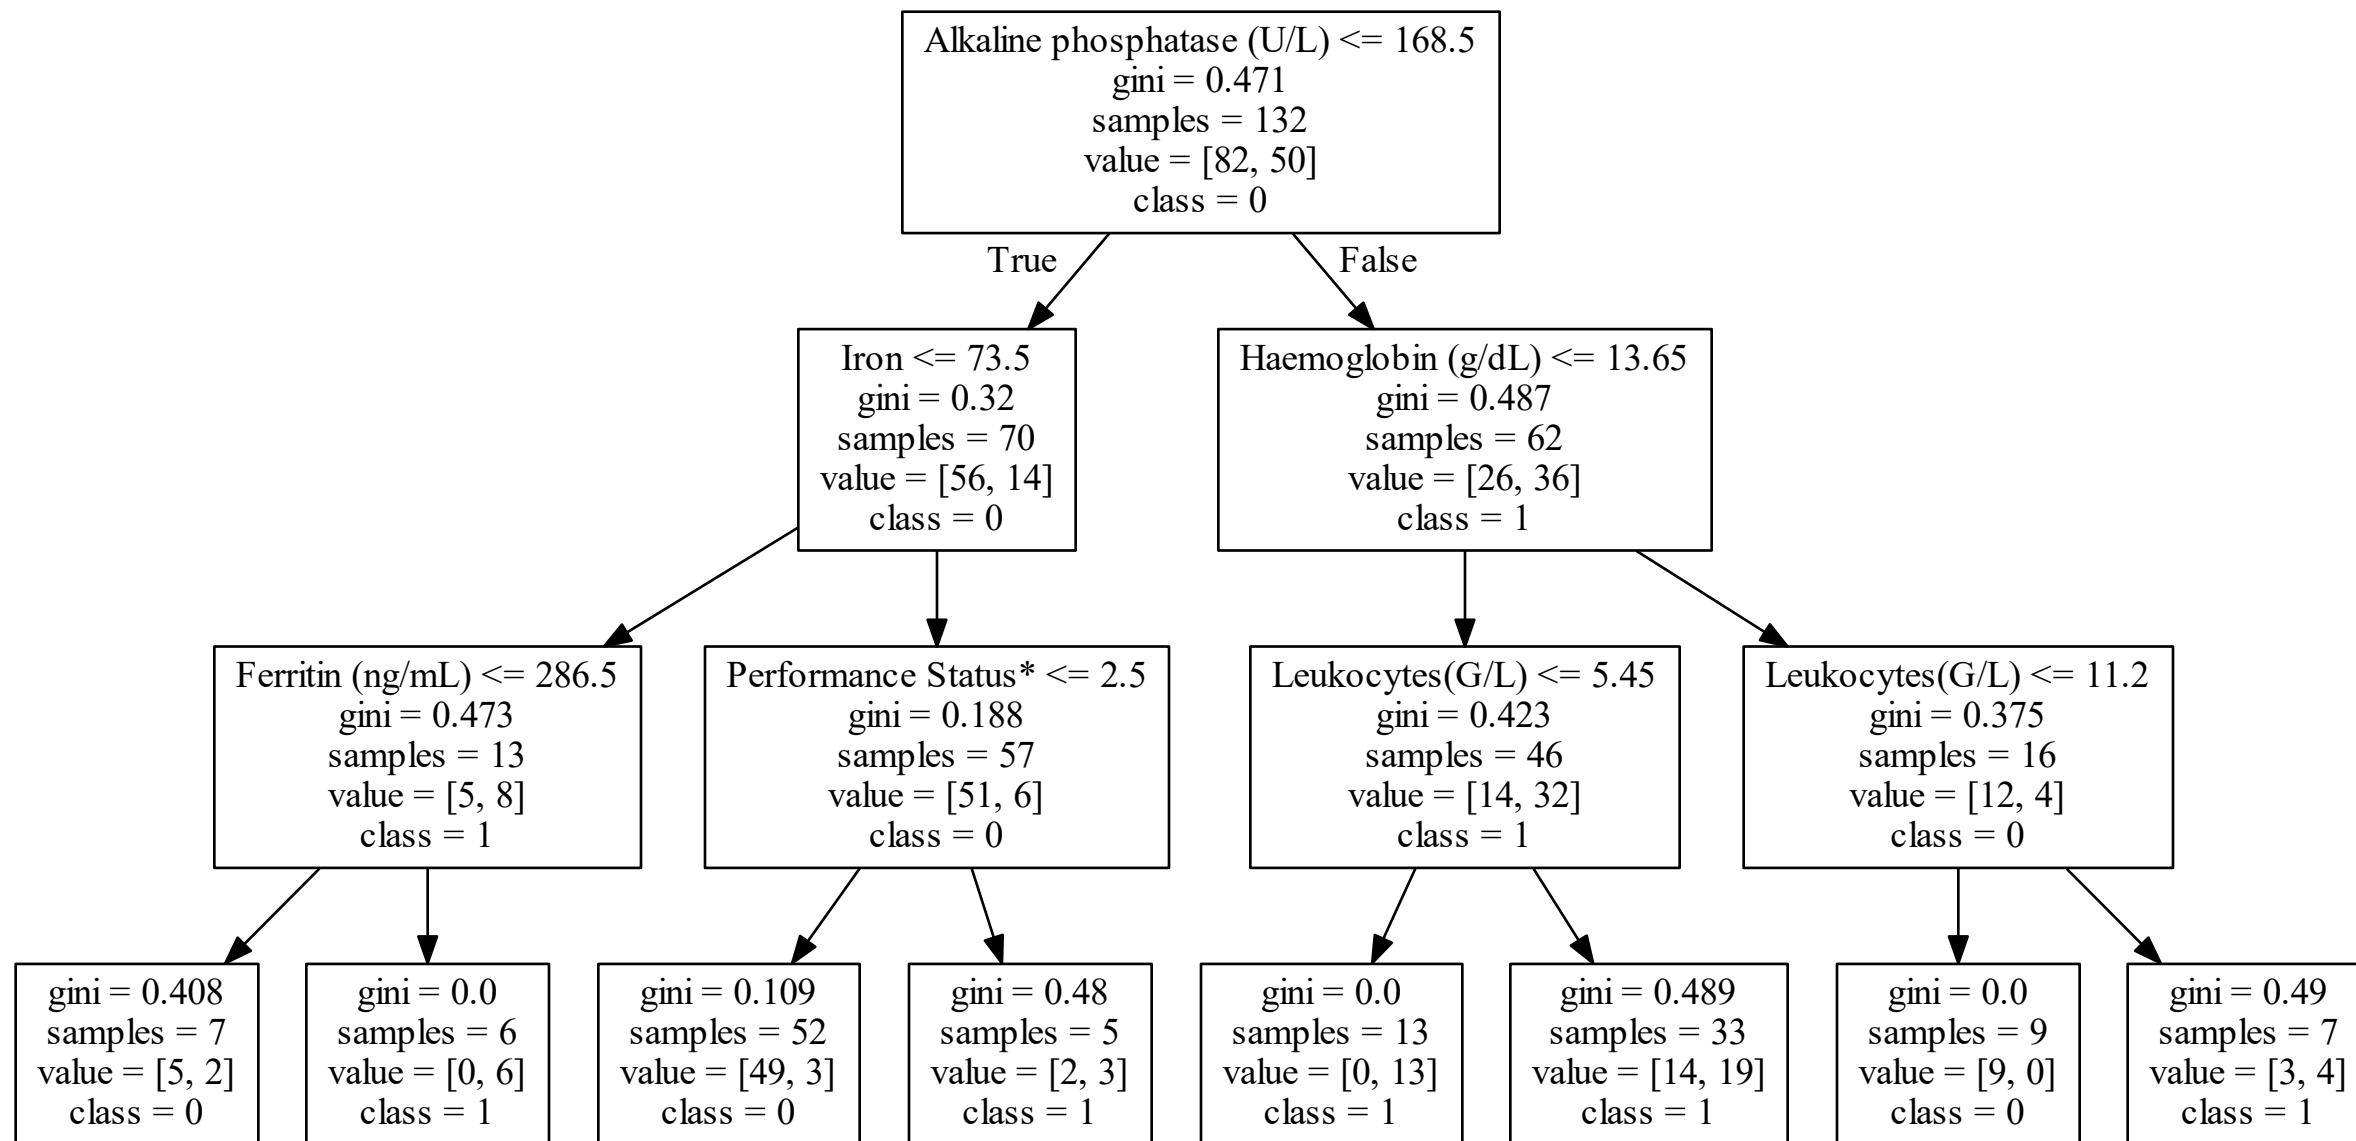 Alkaline phosphatase (U/L) <= 168.5
gini = 0.471
samples = 132
value = [82, 50]
class = 0
True
False
Iron <= 73.5
gini = 0.32
samples = 70
value = [56, 14]
class = 0
Haemoglobin (g/dL) <= 13.65
gini = 0.487
samples = 62
value = [26, 36]
class = 1
Ferritin (ng/mL) <= 286.5
gini = 0.473
samples = 13
value = [5, 8]
class = 1
Performance Status* <= 2.5
gini = 0.188
samples = 57
value = [51, 6]
class = 0
Leukocytes(G/L) <= 5.45
gini = 0.423
samples = 46
value = [14, 32]
class = 1
Leukocytes(G/L) <= 11.2
gini = 0.375
samples = 16
value = [12, 4]
class = 0
gini = 0.408
samples = 7
value = [5, 2]
class = 0
gini = 0.0
samples = 6
value = [0, 6]
class = 1
gini = 0.109
samples = 52
value = [49, 3]
class = 0
gini = 0.48
samples = 5
value = [2, 3]
class = 1
gini = 0.0
samples = 13
value = [0, 13]
class = 1
gini = 0.489
samples = 33
value = [14, 19]
class = 1
gini = 0.0
samples = 9
value = [9, 0]
class = 0
gini = 0.49
samples = 7
value = [3, 4]
class = 1